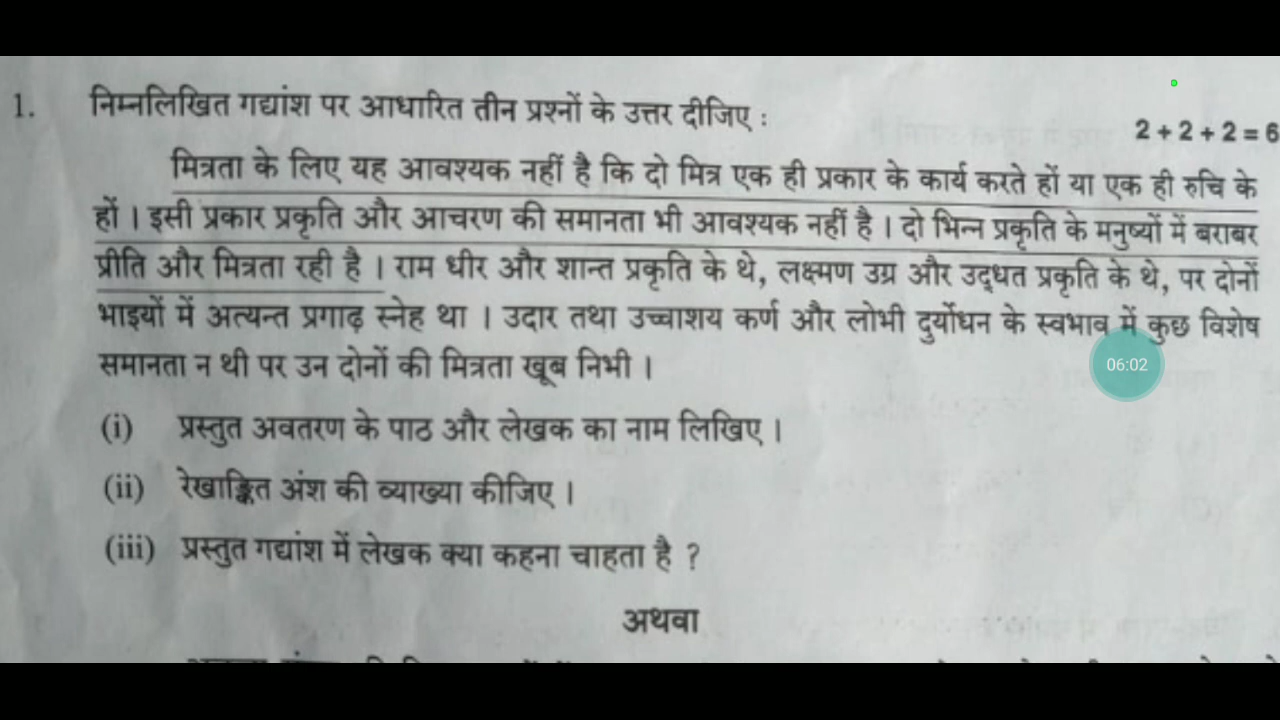 1. निम्नलिखित गद्यांश पर आधारित तीन प्रश्नों के उत्तर दीजिए :
2 + 2 + 2 = 6
मित्रता के लिए यह आवश्यक नहीं है कि दो मित्र एक ही प्रकार के कार्य करते हों या एक ही रुचि के
हों । इसी प्रकार प्रकृति और आचरण की समानता भी आवश्यक नहीं है । दो भिन्न प्रकृति के मनुष्यों में बराबर
प्रीति और मित्रता रही है । राम धीर और शान्त प्रकृति के थे, लक्ष्मण उग्र और उद्धत प्रकृति के थे, पर दोनों
भाइयों में अत्यन्त प्रगाढ़ स्नेह था । उदार तथा उच्चाशय कर्ण और लोभी दुर्योधन के स्वभाव में कुछ विशेष
समानता न थी पर उन दोनों की मित्रता खूब निभी ।
06:02
(i) प्रस्तुत अवतरण के पाठ और लेखक का नाम लिखिए ।
(ii) रेखाङ्कित अंश की व्याख्या कीजिए ।
(iii) प्रस्तुत गद्यांश में लेखक क्या कहना चाहता है ?
अथवा